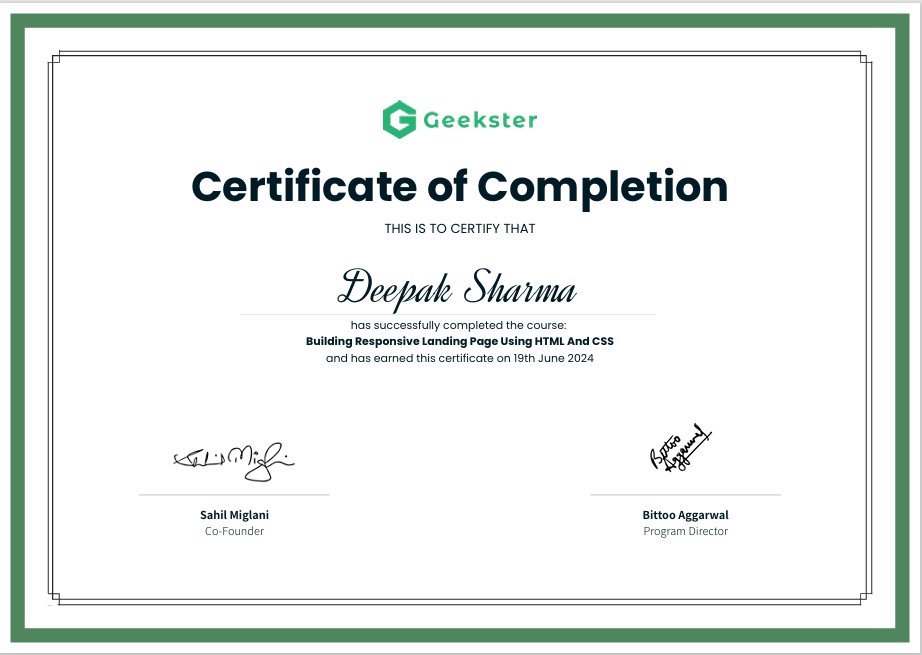 Geekster
Certificate of Completion
THIS IS TO CERTIFY THAT
Deepak Sharma
has successfully completed the course:
Building Responsive Landing Page Using HTML And CSS
and has earned this certificate on 19th June 2024
Sahil Miglani
Bittoo
Aggarwal
Sahil Miglani
Co-Founder
Bittoo Aggarwal
Program Director